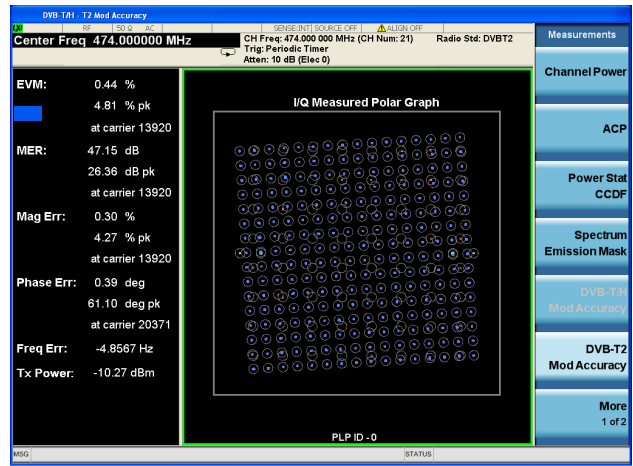 DVB-T/H - T2 Mod Accuracy
RF 50 Ω AC SENSE:INT SOURCE OFF ALIGN OFF
Center Freq 474.000000 MHz
CH Freq: 474.000 000 MHz (CH Num: 21) Radio Std: DVBT2
Trig: Periodic Timer
Atten: 10 dB (Elec 0)
EVM: 0.44 %
4.81 % pk
at carrier 13920
MER: 47.15 dB
26.36 dB pk
at carrier 13920
Mag Err: 0.30 %
4.27 % pk
at carrier 13920
Phase Err: 0.39 deg
61.10 deg pk
at carrier 20371
Freq Err: -4.8567 Hz
Tx Power: -10.27 dBm
I/Q Measured Polar Graph
PLP ID - 0
Measurements
Channel Power
ACP
Power Stat
CCDF
Spectrum
Emission Mask
DVB-T/H
Mod Accuracy
DVB-T2
Mod Accuracy
More
1 of 2
MSG STATUS